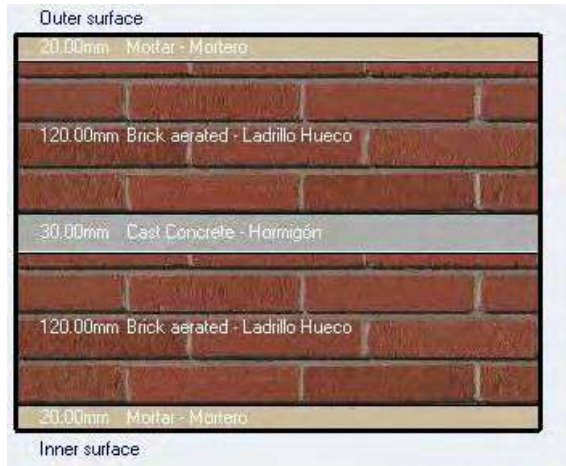 Outer surface
20.00mm Mortar - Mortero
120.00mm Brick aerated - Ladrillo Hueco
30.00mm Cast Concrete - Hormigón
120.00mm Brick aerated - Ladrillo Hueco
20.00mm Mortar - Mortero
Inner surface